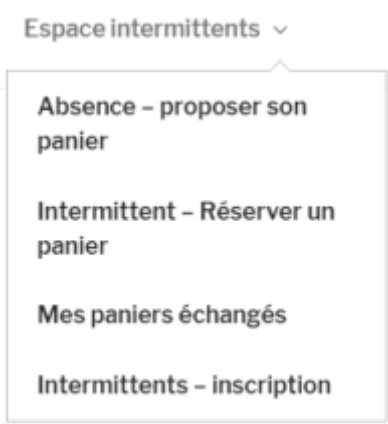 Espace intermittents
Absence – proposer son
panier
Intermittent – Réserver un
panier
Mes paniers échangés
Intermittents – inscription